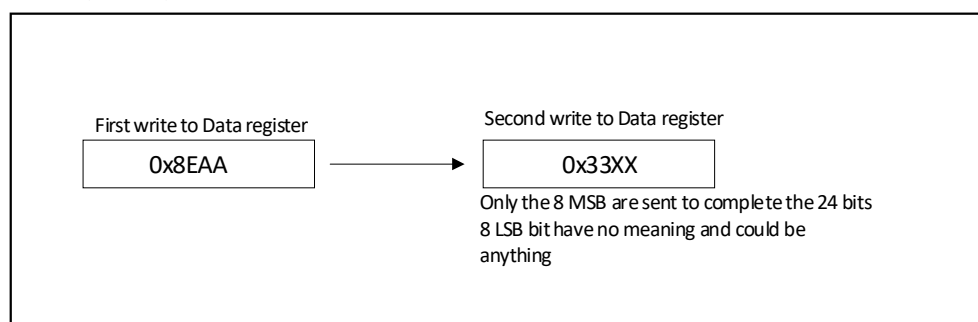 First write to Data register
Second write to Data register
0x8EAA
0x33XX
Only the 8 MSB are sent to complete the 24 bits
8 LSB bit have no meaning and could be
anything